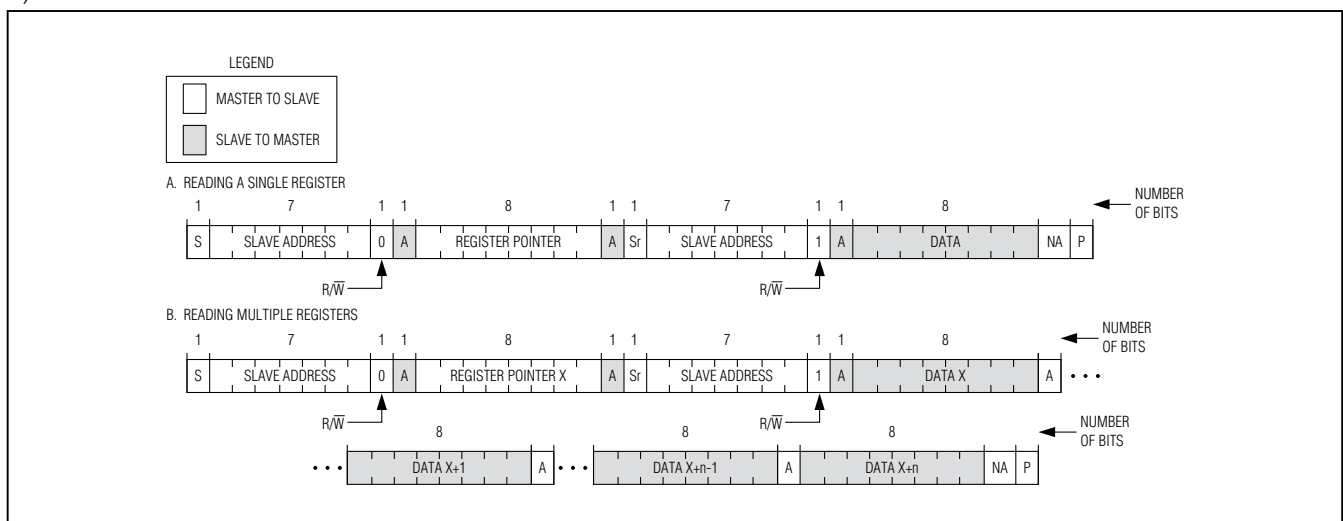 )
LEGEND
MASTER TO SLAVE
SLAVE TO MASTER
A. READING A SINGLE REGISTER
1 7 1 1 8 1 1 7 1 1 8 NUMBER OF BITS
S SLAVE ADDRESS 0 A REGISTER POINTER A Sr SLAVE ADDRESS 1 A DATA NA P
R/W̅ R/W̅
B. READING MULTIPLE REGISTERS
1 7 1 1 8 1 1 7 1 1 8 NUMBER OF BITS
S SLAVE ADDRESS 0 A REGISTER POINTER X A Sr SLAVE ADDRESS 1 A DATA X A •••
R/W̅ R/W̅
8 8 8 NUMBER OF BITS
••• DATA X+1 A ••• DATA X+n-1 A DATA X+n NA P